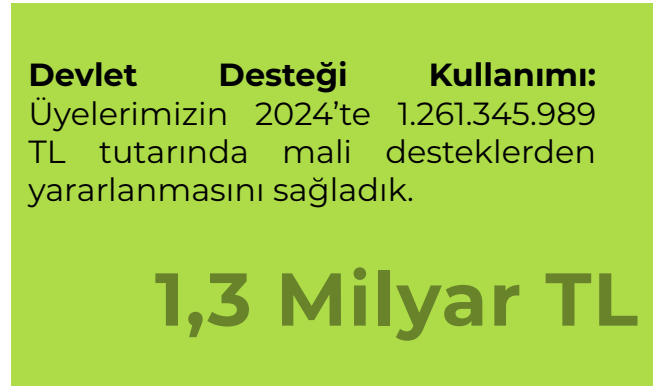 Devlet Desteği Kullanımı:
Üyelerimizin 2024’te 1.261.345.989
TL tutarında mali desteklerden
yararlanmasını sağladık.
1,3 Milyar TL